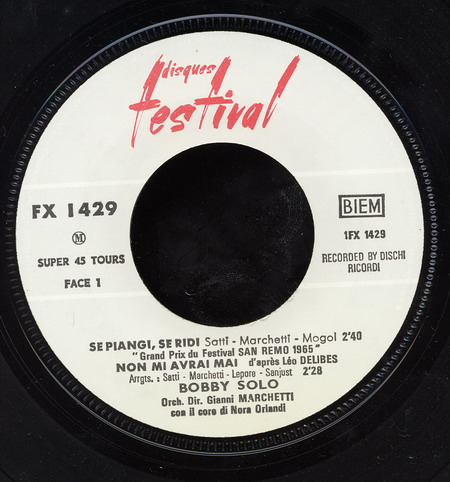 disques
festival
FX 1429
M
SUPER 45 TOURS
FACE 1
BIEM
1FX 1429
RECORDED BY DISCHI
RICORDI
SE PIANGI, SE RIDI Satti - Marchetti - Mogol 2'40
"Grand Prix du Festival SAN REMO 1965"
NON MI AVRAI MAI d'après Léo DELIBES
Arrgts. : Satti - Marchetti - Lepore - Sanjust 2'28
BOBBY SOLO
Orch. Dir. Gianni MARCHETTI
con il coro di Nora Orlandi